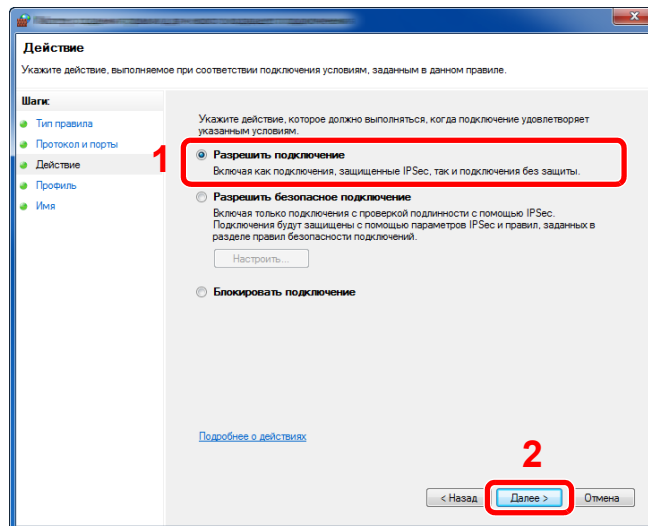 Действие
Укажите действие, выполняемое при соответствии подключения условиям, заданным в данном правиле.
Шаги:
Тип правила
Протокол и порты
Действие
Профиль
Имя
Укажите действие, которое должно выполняться, когда подключение удовлетворяет
указанным условиям.
1
Разрешить подключение
Включая как подключения, защищенные IPSec, так и подключения без защиты.
Разрешить безопасное подключение
Включая только подключения с проверкой подлинности с помощью IPSec.
Подключения будут защищены с помощью параметров IPSec и правил, заданных в
разделе правил безопасности подключений.
Настроить...
Блокировать подключение
Подробнее о действиях
2
< Назад Далее > Отмена